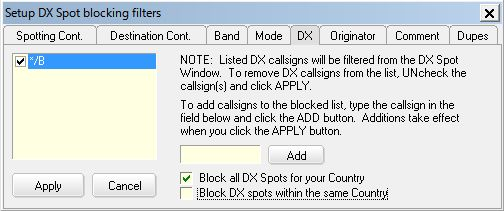 Setup DX Spot blocking filters
Spotting Cont.
Destination Cont.
Band
Mode
DX
Originator
Comment
Dupes
*/B
NOTE: Listed DX callsigns will be filtered from the DX Spot
Window. To remove DX callsigns from the list, UNcheck the
callsign(s) and click APPLY.
To add callsigns to the blocked list, type the callsign in the
field below and click the ADD button. Additions take effect
when you click the APPLY button.
Add
Block all DX Spots for your Country
Block DX spots within the same Country
Apply
Cancel